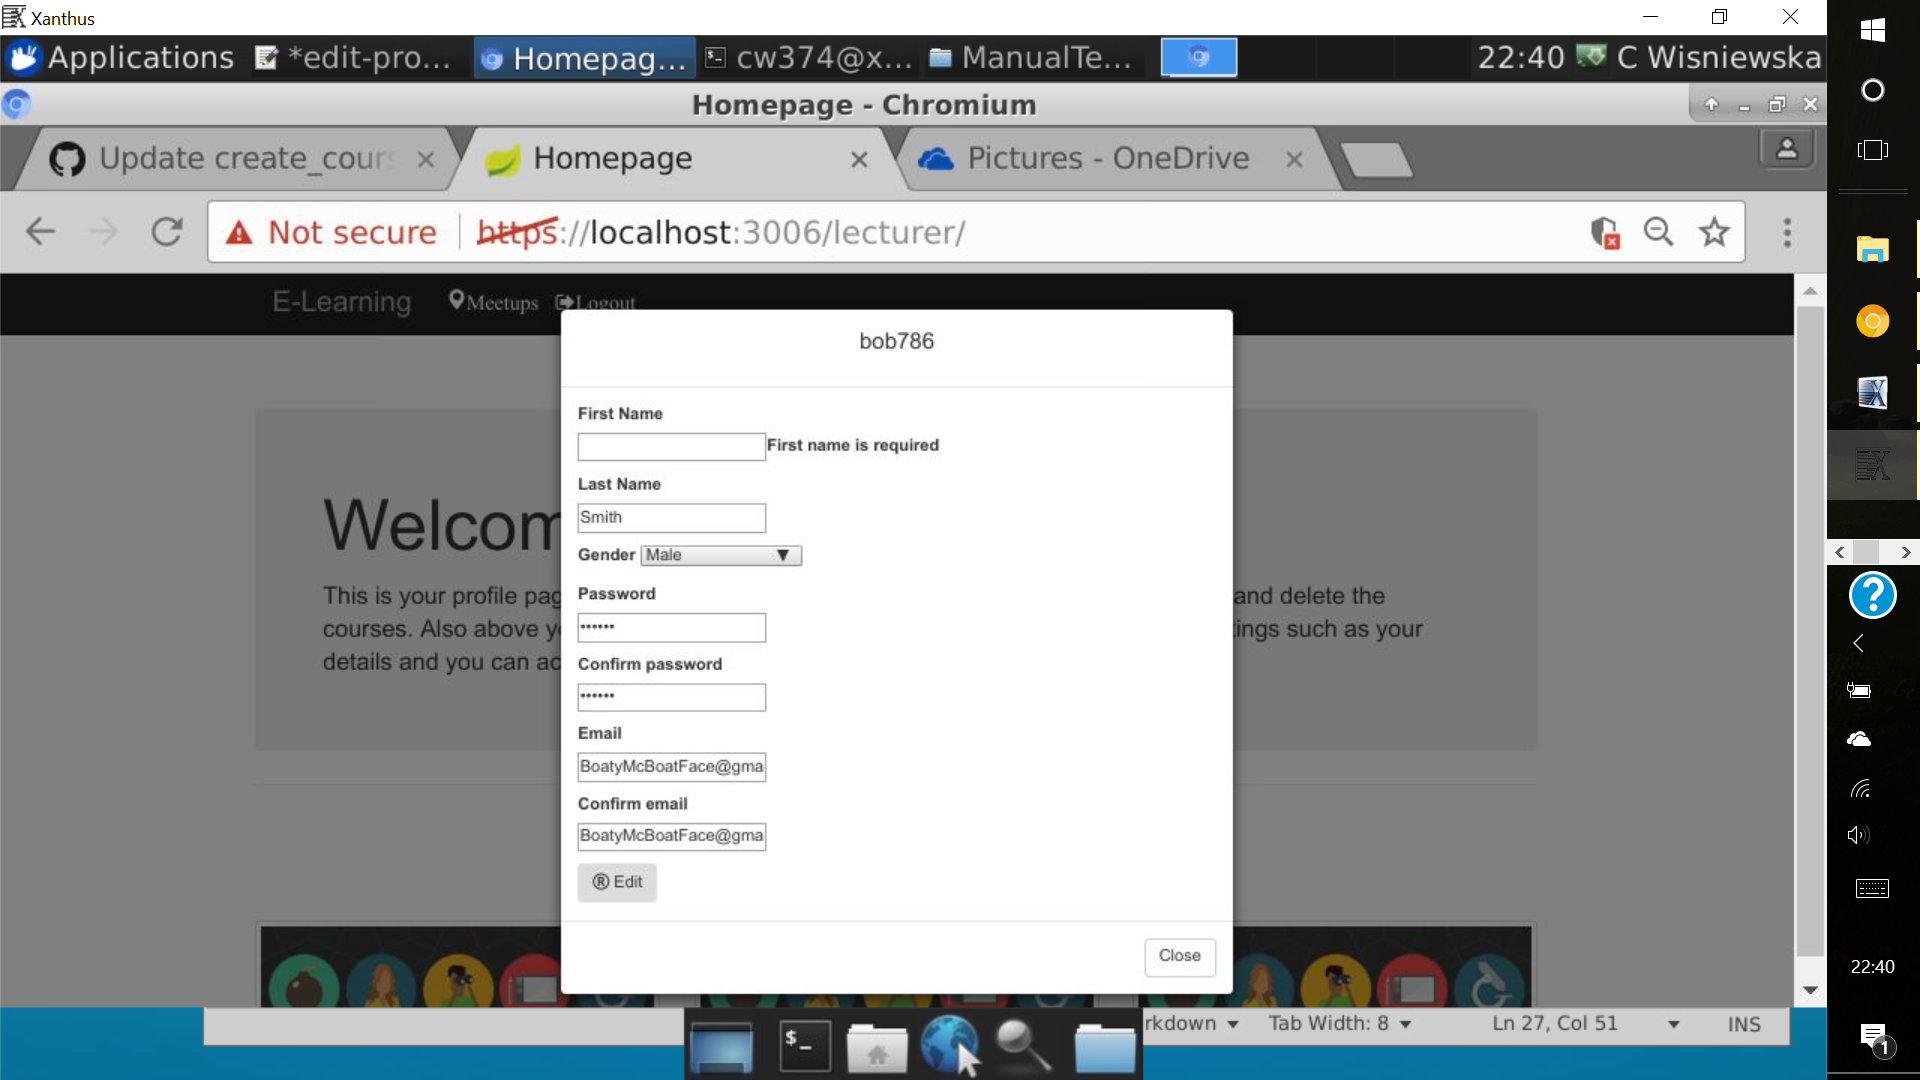 Xanthus
Applications
*edit-pro...
Homepag...
cw374@x...
ManualTe...
22:40
C Wisniewska
Homepage - Chromium
Update create_cours
Homepage
Pictures - OneDrive
Not secure
https://localhost:3006/lecturer/
E-Learning
Meetups
Logout
bob786
First Name
First name is required
Last Name
Smith
Gender Male
Password
••••••
Confirm password
••••••
Email
BoatyMcBoatFace@gma
Confirm email
BoatyMcBoatFace@gma
® Edit
Close
Welcom
This is your profile pag
and delete the
courses. Also above y
ings such as your
details and you can ac
rkdown
Tab Width: 8
Ln 27, Col 51
INS
$_
22:40
1